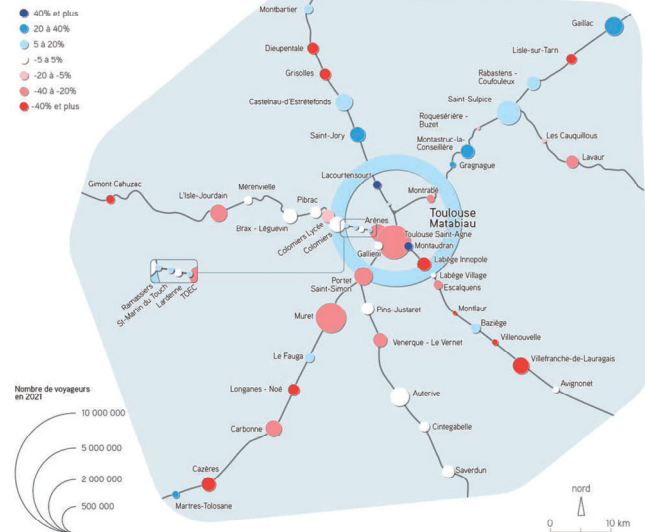 40% et plus
20 à 40%
5 à 20%
-5 à 5%
-20 à -5%
-40 à -20%
-40% et plus
Montbartier
Dieupentale
Grisolles
Castelnau-d'Estrétefonds
Saint-Jory
Lacourtensourt
Gaillac
Lisle-sur-Tarn
Rabastens -
Coufouleux
Saint-Sulpice
Roquesérière -
Buzet
Montastruc-la-
Conseillère
Gragnague
Les Cauquillous
Lavaur
Montrabé
Gimont Cahuzac
L'Isle-Jourdain
Mérenvielle
Brax - Léguevin
Pibrac
Colomiers Lycée
Colomiers
Arènes
Toulouse
Matabiau
Toulouse Saint-Agne
Gallieni
Montaudran
Labège Innopole
Labège Village
Escalquens
Ramassiers
St-Martin du Touch
Lardenne
TOEC
Portet
Saint-Simon
Muret
Pins-Justaret
Venerque - Le Vernet
Le Fauga
Longages - Noé
Carbonne
Cazères
Martres-Tolosane
Auterive
Cintegabelle
Saverdun
Montlaur
Baziège
Villenouvelle
Villefranche-de-Lauragais
Avignonet
Nombre de voyageurs
en 2021
10 000 000
5 000 000
2 000 000
500 000
nord
0 10 km